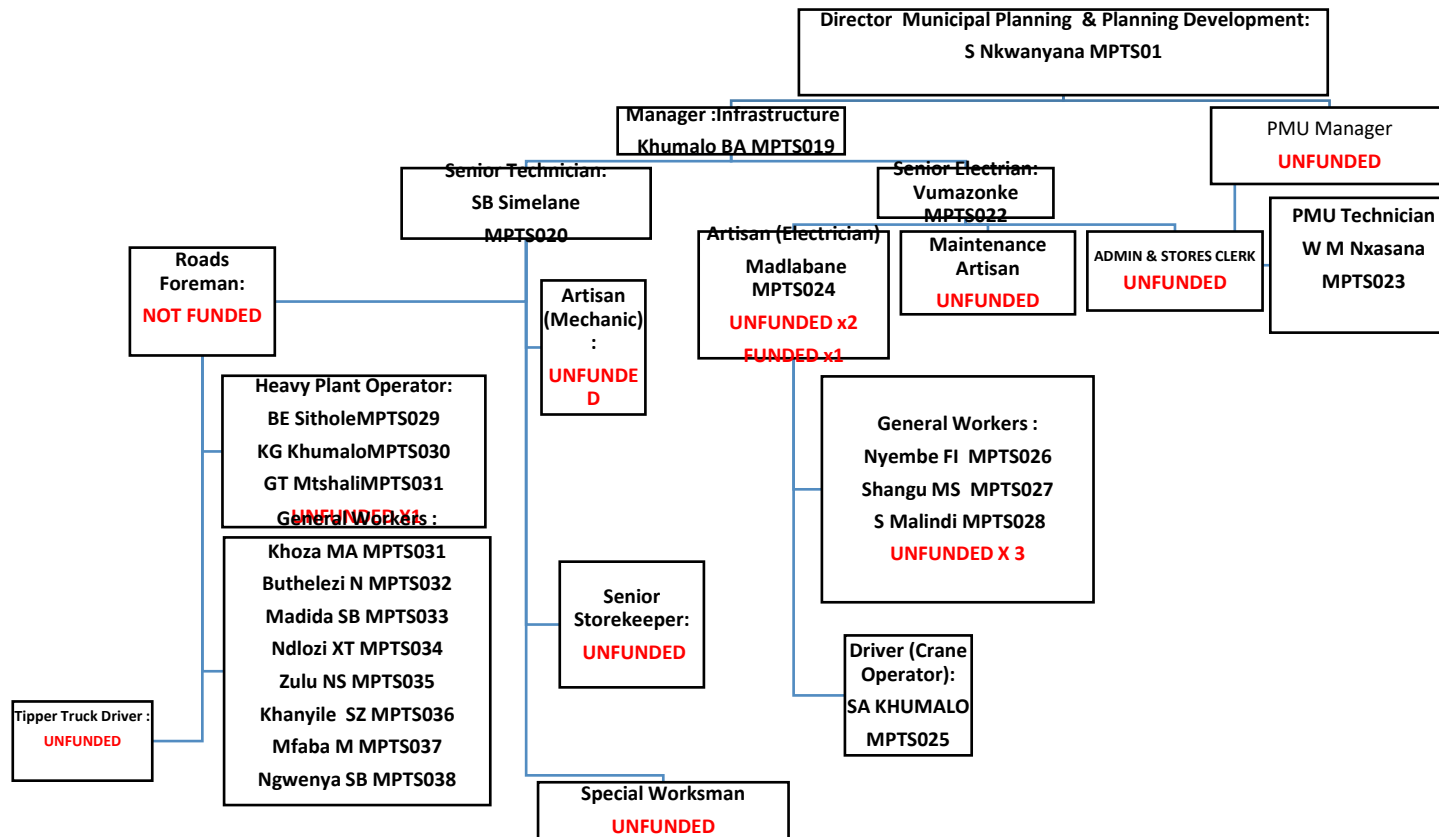 Director  Municipal Planning  & Planning Development:
S Nkwanyana MPTS01
Manager :Infrastructure
Khumalo BA MPTS019
PMU Manager
UNFUNDED
Senior Technician:
SB Simelane
MPTS020
Senior Electrian:
Vumazonke
MPTS022
PMU Technician
W M Nxasana
MPTS023
Roads
Foreman:
NOT FUNDED
Artisan
(Mechanic)
:
UNFUNDE
D
Artisan (Electrician)
Madlabane
MPTS024
UNFUNDED x2
FUNDED x1
Maintenance
Artisan
UNFUNDED
ADMIN & STORES CLERK
UNFUNDED
Heavy Plant Operator:
BE SitholeMPTS029
KG KhumaloMPTS030
GT MtshaliMPTS031
UNFUNDED X1
General Workers :
Khoza MA MPTS031
Buthelezi N MPTS032
Madida SB MPTS033
Ndlozi XT MPTS034
Zulu NS MPTS035
Khanyile  SZ MPTS036
Mfaba M MPTS037
Ngwenya SB MPTS038
General Workers :
Nyembe FI  MPTS026
Shangu MS  MPTS027
S Malindi MPTS028
UNFUNDED X 3
Senior
Storekeeper:
UNFUNDED
Driver (Crane
Operator):
SA KHUMALO
MPTS025
Tipper Truck Driver :
UNFUNDED
Special Worksman
UNFUNDED